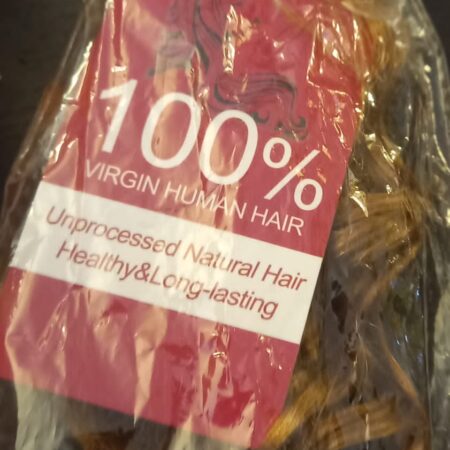 100%
VIRGIN HUMAN HAIR
Unprocessed Natural Hair
Healthy&Long-lasting